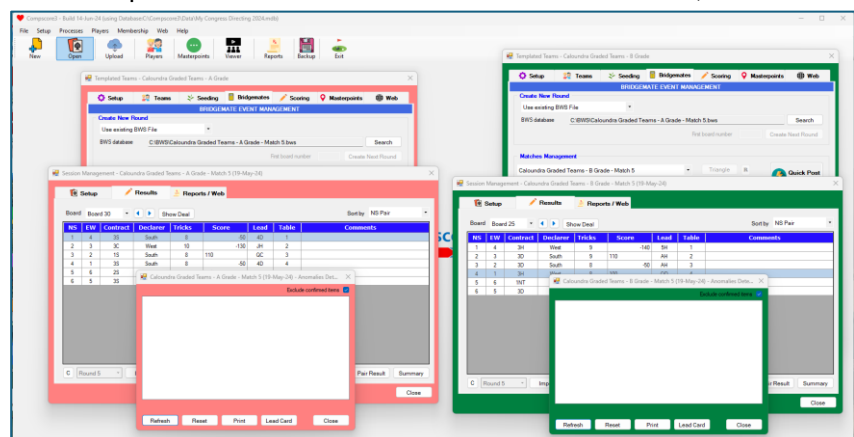 Compscore3 - Build 14-Jun-24 (using Database:C:\Compscore3\Data\My Congress Directing 2024.mdb)
File Setup Processes Players Membership Web Help
New Open Upload Players Masterpoints Viewer Reports Backup Exit
Templated Teams - Caloundra Graded Teams - A Grade
Setup Teams Seeding Bridgemates Scoring Masterpoints Web
BRIDGEMATE EVENT MANAGEMENT
Create New Round
Use existing BWS File
BWS database C:\BWS\Caloundra Graded Teams - A Grade - Match 5.bws Search
First board number Create Next Round
Session Management - Caloundra Graded Teams - A Grade - Match 5 (19-May-24)
Setup Results Reports / Web
Board Board 30 Show Deal Sort by NS Pair
NS EW Contract Declarer Tricks Score Lead Table Comments
1 4 3S South 8 -50 4D 1
2 3 3C West 10 -130 JH 2
3 2 1S South 8 110 QC 3
4 1 3S South 8 -50 4D 4
5 6 2S
6 5 3S
Caloundra Graded Teams - A Grade - Match 5 (19-May-24) - Anomalies Dete...
Exclude confirmed items
C Round 5 Pair Result Summary
Close
Refresh Reset Print Lead Card Close
Templated Teams - Caloundra Graded Teams - B Grade
Setup Teams Seeding Bridgemates Scoring Masterpoints Web
BRIDGEMATE EVENT MANAGEMENT
Create New Round
Use existing BWS File
BWS database C:\BWS\Caloundra Graded Teams - B Grade - Match 5.bws Search
First board number Create Next Round
Matches Management
Caloundra Graded Teams - B Grade - Match 5 Triangle Quick Post
Session Management - Caloundra Graded Teams - B Grade - Match 5 (19-May-24)
Setup Results Reports / Web
Board Board 25 Show Deal Sort by NS Pair
NS EW Contract Declarer Tricks Score Lead Table Comments
1 4 3H South 9 -140 5H 1
2 3 3D South 9 110 AH 2
3 2 3D South 8 -50 AH 3
4 1 3H West
5 6 1NT
6 5 3D
Caloundra Graded Teams - B Grade - Match 5 (19-May-24) - Anomalies Dete...
Exclude confirmed items
C Round 5 Imp Result Summary
Close
Refresh Reset Print Lead Card Close